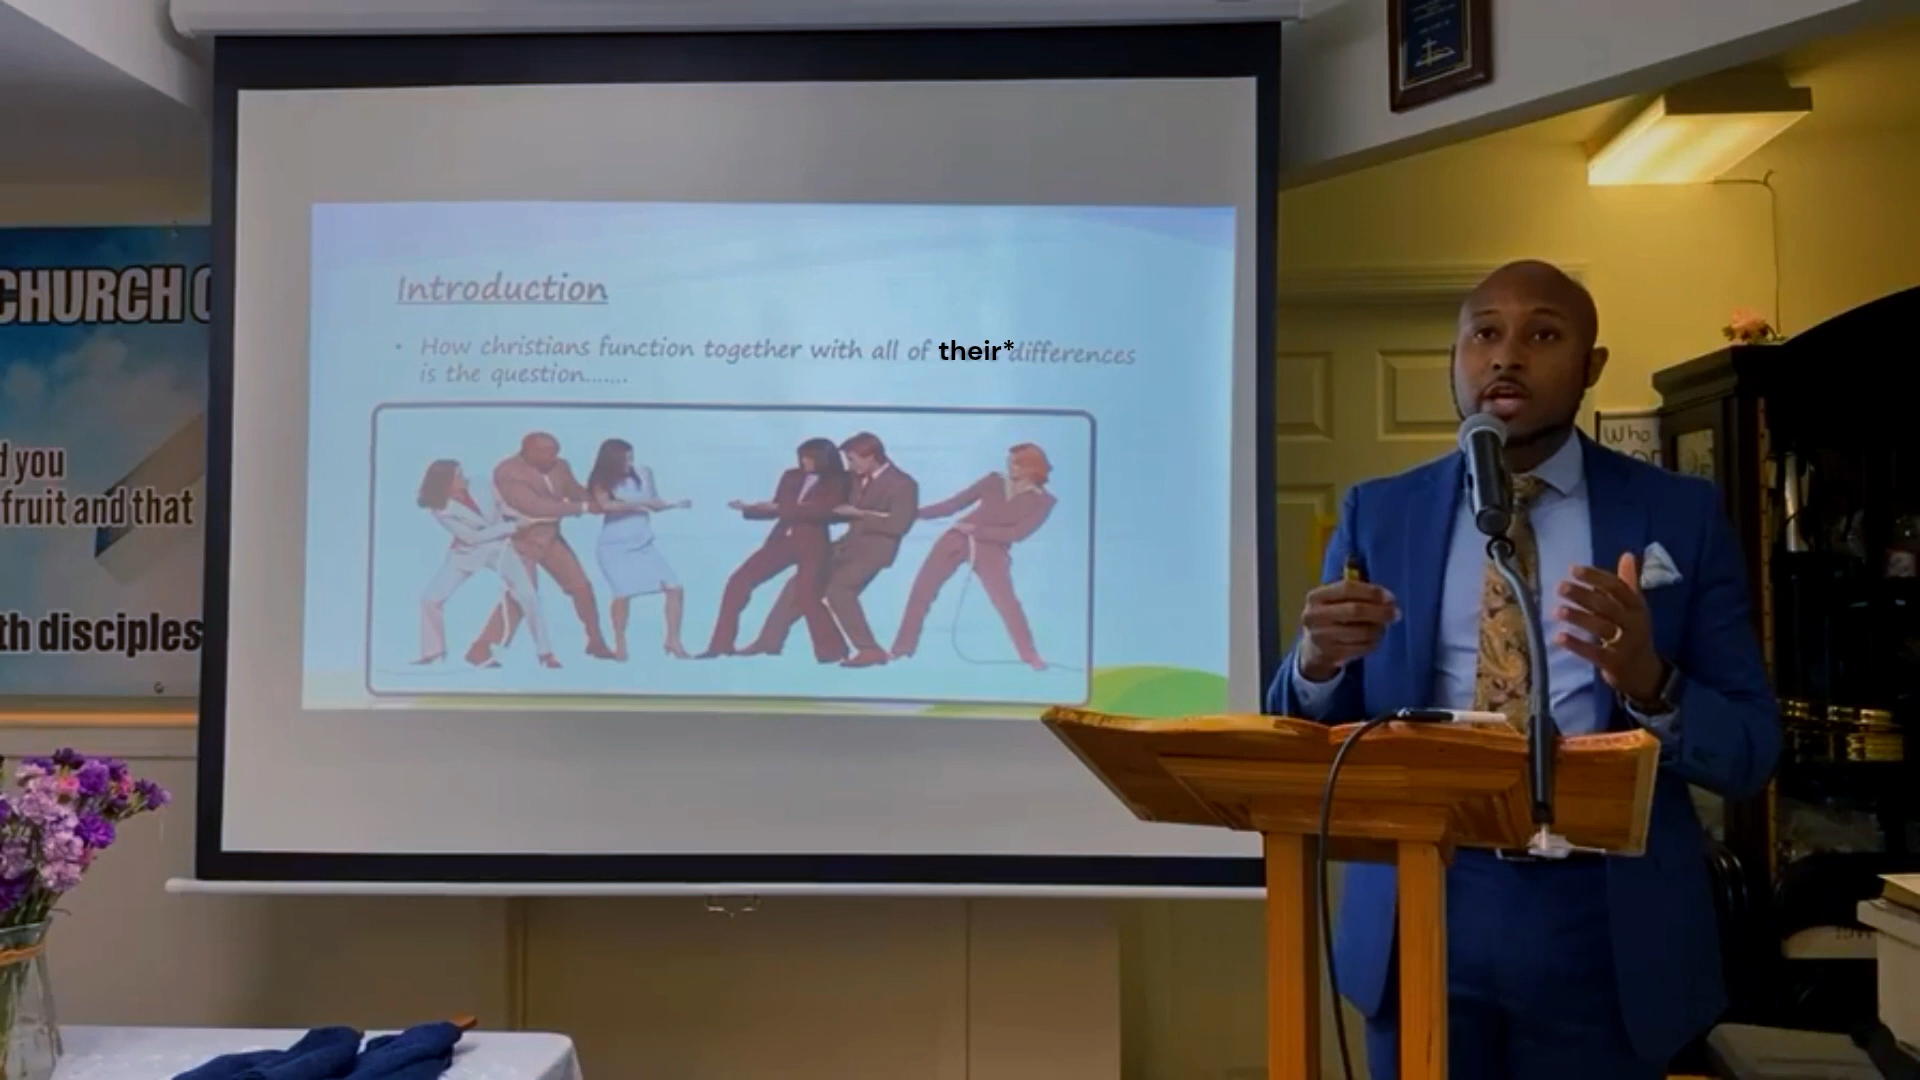 CHURCH
d you
fruit and that
th disciples
Introduction
• How christians function together with all of their* differences
is the question.......
Who